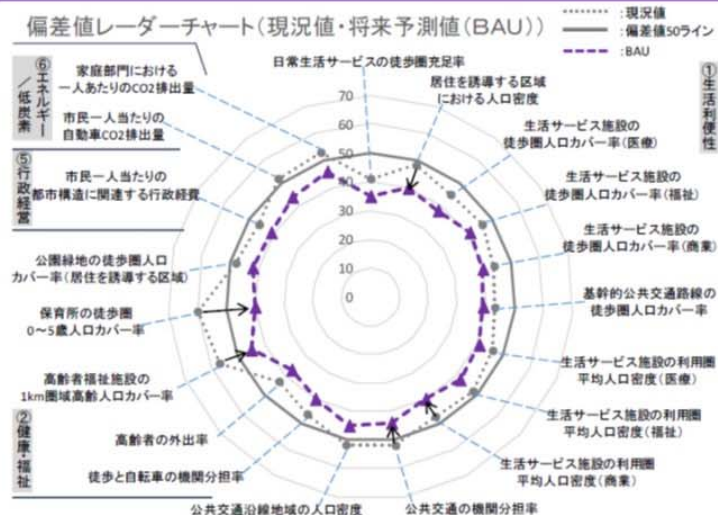 偏差値レーダーチャート(現況値・将来予測値(BAU))
: 現況値
: 偏差値50ライン
: BAU
⑥エネルギー
/低炭素
家庭部門における
一人あたりのCO2排出量
日常生活サービスの徒歩圏充足率
居住を誘導する区域
における人口密度
①生活利便性
市民一人当たりの
自動車CO2排出量
生活サービス施設の
徒歩圏人口カバー率(医療)
⑤行政経営
市民一人当たりの
都市構造に関連する行政経費
生活サービス施設の
徒歩圏人口カバー率(福祉)
生活サービス施設の
徒歩圏人口カバー率(商業)
公園緑地の徒歩圏人口
カバー率(居住を誘導する区域)
基幹的公共交通路線の
徒歩圏人口カバー率
保育所の徒歩圏
0~5歳人口カバー率
生活サービス施設の利用圏
平均人口密度(医療)
高齢者福祉施設の
1km圏域高齢人口カバー率
生活サービス施設の利用圏
平均人口密度(福祉)
②健康・福祉
高齢者の外出率
生活サービス施設の利用圏
平均人口密度(商業)
徒歩と自転車の機関分担率
公共交通沿線地域の人口密度
公共交通の機関分担率
70
60
50
40
30
20
10
0